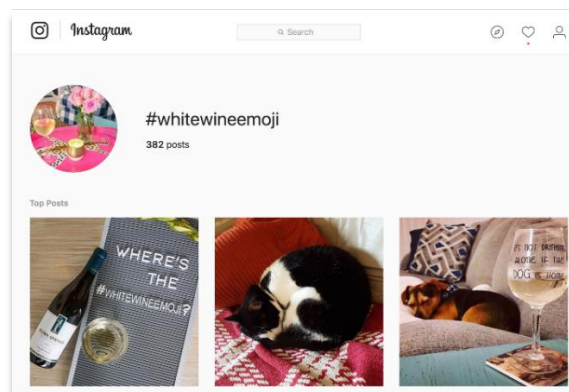 Instagram
Search
#whitewineemoji
382 posts
Top Posts
WHERE'S
THE
#WHITEWINEEMOJI?
IT'S NOT DRINKING
ALONE IF THE
DOG IS HOME